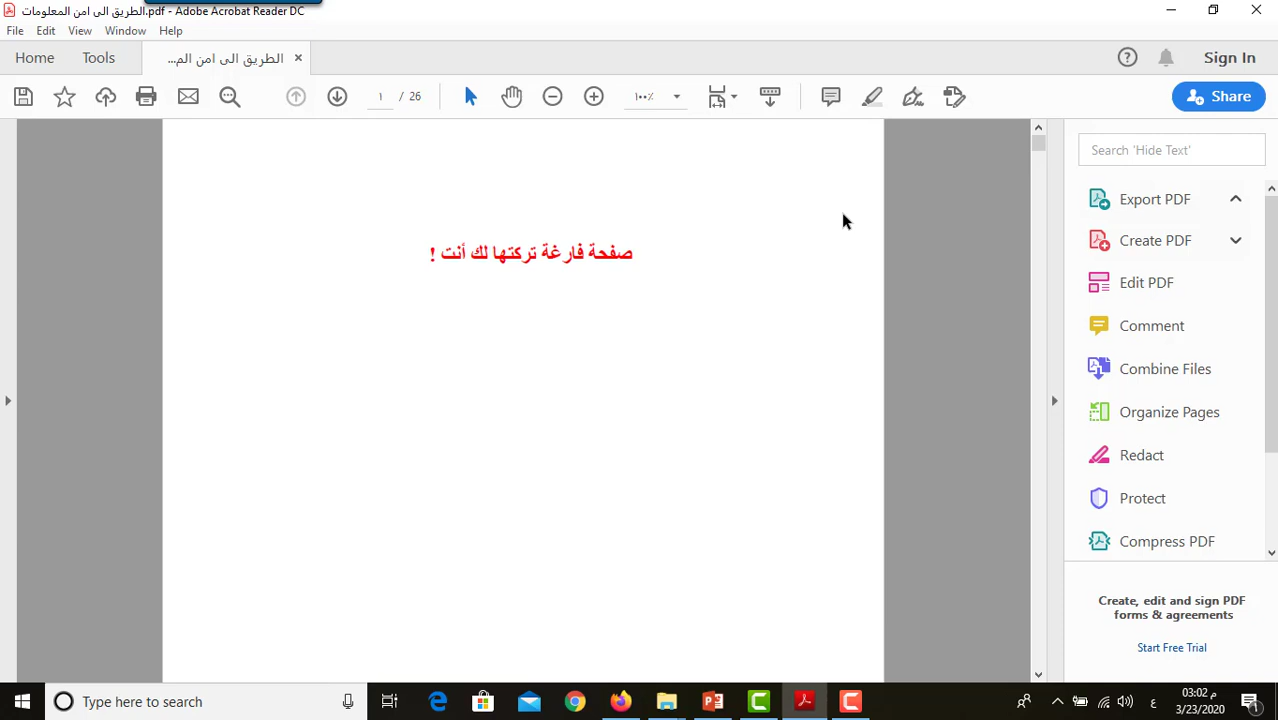 الطريق الى امن المعلومات.pdf - Adobe Acrobat Reader DC
File Edit View Window Help
Home Tools الطريق الى امن الم... × Sign In
١ / 26 ١٠٠٪ Share
Search 'Hide Text'
Export PDF
صفحة فارغة تركتها لك أنت !
Create PDF
Edit PDF
Comment
Combine Files
Organize Pages
Redact
Protect
Compress PDF
Create, edit and sign PDF
forms & agreements
Start Free Trial
Type here to search
ع
03:02 م
3/23/2020
1